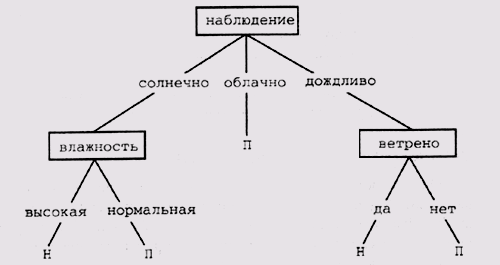 наблюдение
солнечно облачно дождливо
влажность П ветрено
высокая нормальная да нет
Н П Н П